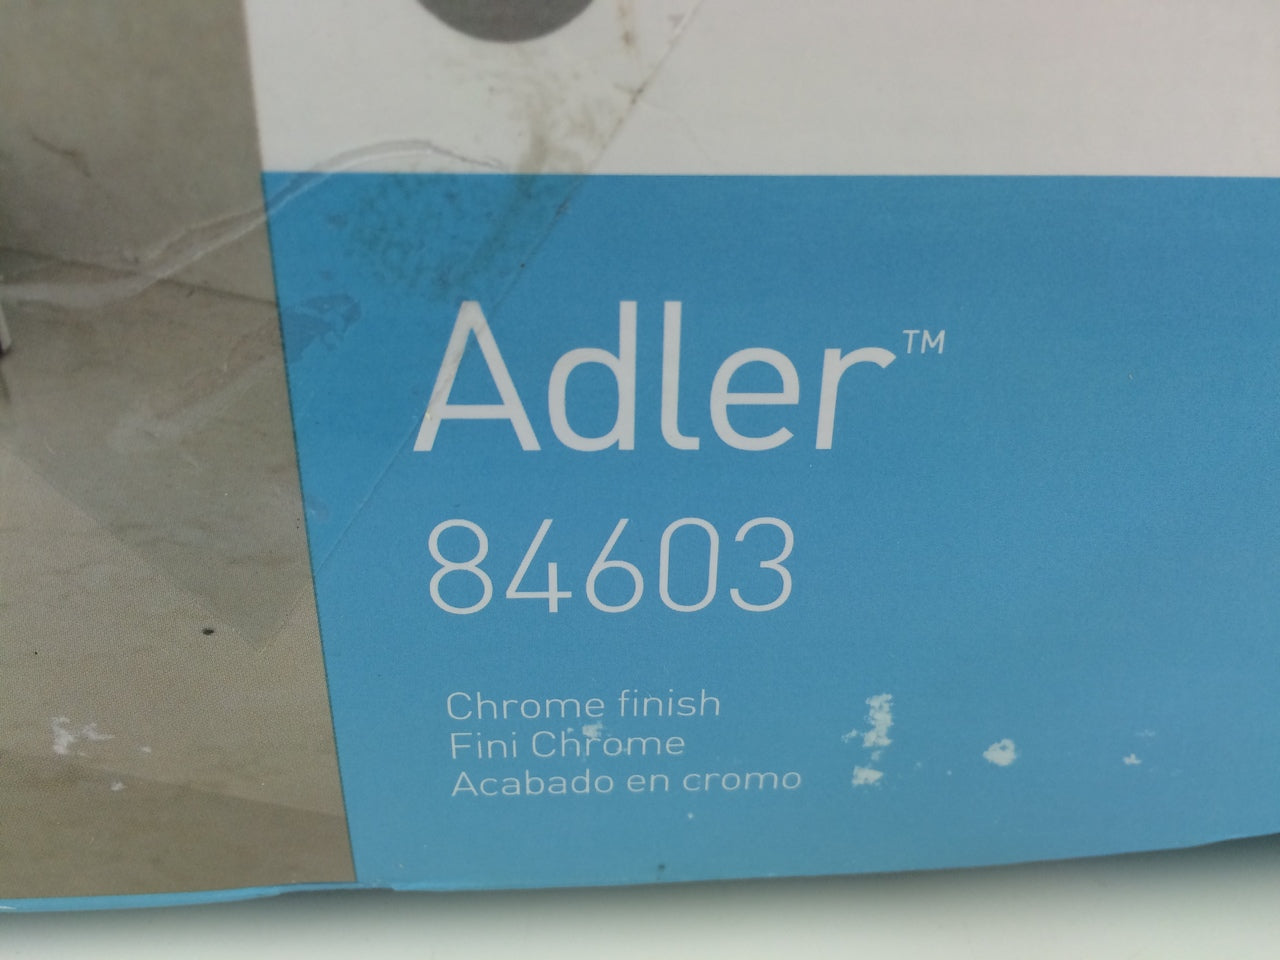 Adler™
84603
Chrome finish
Fini Chrome
Acabado en cromo